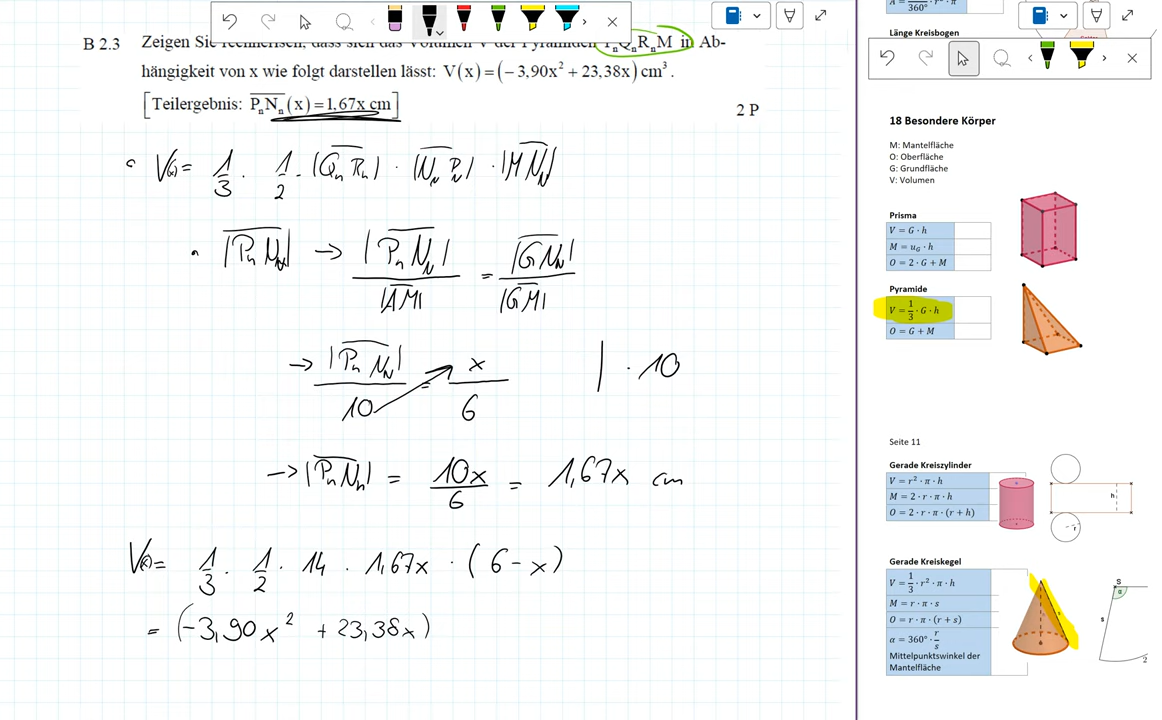 B 2.3 Zeigen Sie rechnerisch, dass sich das Volumen V der Pyramiden PₙQₙRₙM in Ab-
hängigkeit von x wie folgt darstellen lässt: V(x) = (−3,90x² + 23,38x) cm³.
[Teilergebnis: PₙNₙ(x) = 1,67x cm]
2 P
V(x) = 1/3 · 1/2 · |QₙRₙ| · |NₙPₙ| · |MNₙ|
|PₙNₙ| → |PₙNₙ| / |AM| = |GNₙ| / |GM|
→ |PₙNₙ| / 10 = x / 6 | · 10
→ |PₙNₙ| = 10x / 6 = 1,67x cm
V(x) = 1/3 · 1/2 · 14 · 1,67x · (6 − x)
= (−3,90x² + 23,38x)
360°
Länge Kreisbogen
18 Besondere Körper
M: Mantelfläche
O: Oberfläche
G: Grundfläche
V: Volumen
Prisma
V = G · h
M = u_G · h
O = 2 · G + M
Pyramide
V = 1/3 · G · h
O = G + M
Seite 11
Gerade Kreiszylinder
V = r² · π · h
M = 2 · r · π · h
O = 2 · r · π · (r + h)
h
r
Gerade Kreiskegel
V = 1/3 · r² · π · h
M = r · π · s
O = r · π · (r + s)
α = 360° · r/s
Mittelpunktswinkel der
Mantelfläche
S
α
s
2